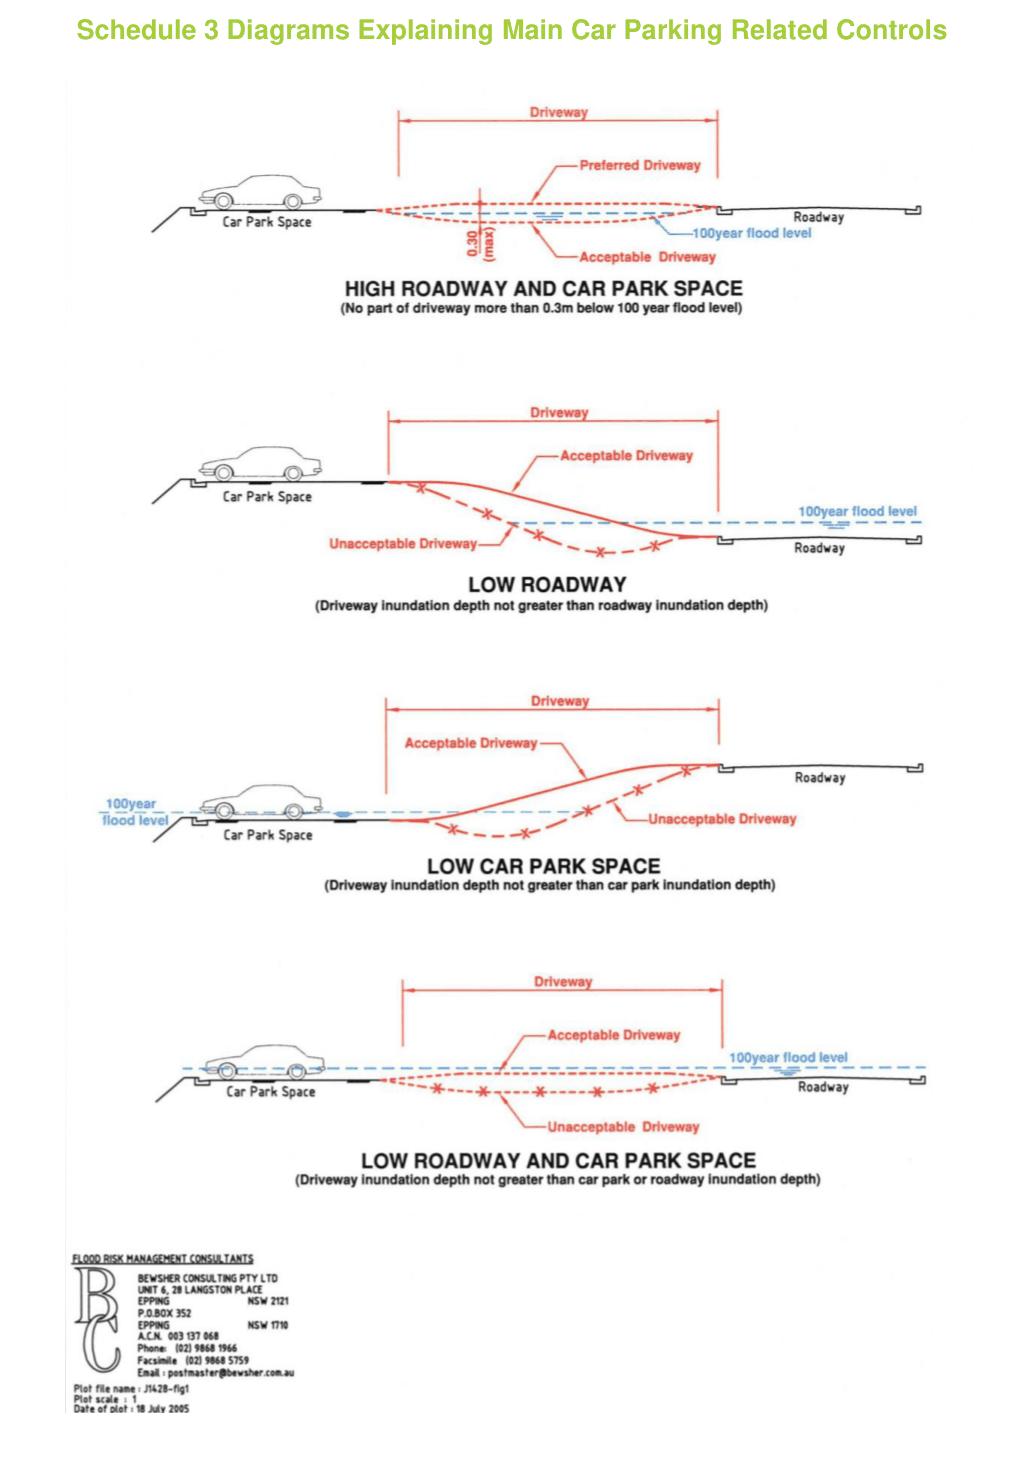 Schedule 3 Diagrams Explaining Main Car Parking Related Controls
Driveway
Preferred Driveway
Car Park Space
Roadway
100year flood level
0.30
(max)
Acceptable Driveway
HIGH ROADWAY AND CAR PARK SPACE
(No part of driveway more than 0.3m below 100 year flood level)
Driveway
Acceptable Driveway
Car Park Space
100year flood level
Unacceptable Driveway
Roadway
LOW ROADWAY
(Driveway inundation depth not greater than roadway inundation depth)
Driveway
Acceptable Driveway
Roadway
100year
flood level
Car Park Space
Unacceptable Driveway
LOW CAR PARK SPACE
(Driveway inundation depth not greater than car park inundation depth)
Driveway
Acceptable Driveway
100year flood level
Car Park Space
Roadway
Unacceptable Driveway
LOW ROADWAY AND CAR PARK SPACE
(Driveway inundation depth not greater than car park or roadway inundation depth)
FLOOD RISK MANAGEMENT CONSULTANTS
BC
BEWSHER CONSULTING PTY LTD
UNIT 6, 28 LANGSTON PLACE
EPPING NSW 2121
P.O.BOX 352
EPPING NSW 1710
A.C.N. 003 137 068
Phone: (02) 9868 1966
Facsimile (02) 9868 5759
Email : postmaster@bewsher.com.au
Plot file name : J1428-fig1
Plot scale : 1
Date of plot : 18 July 2005